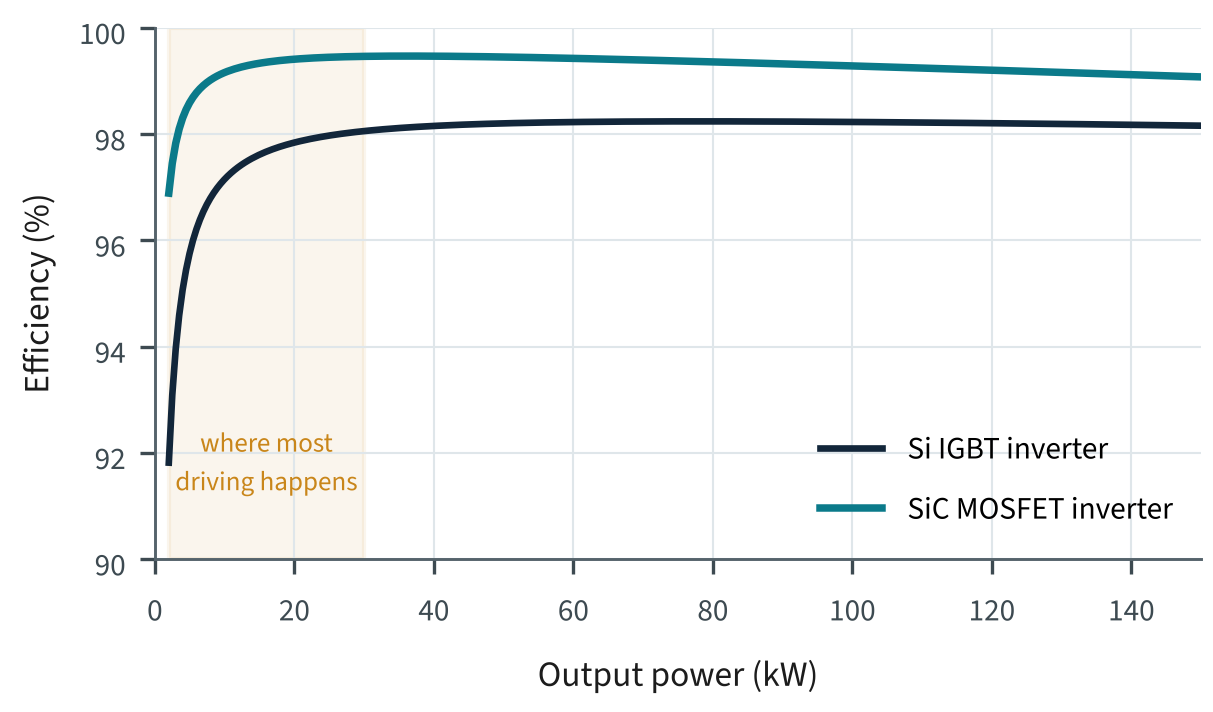 100
98
96
94
92
90
Efficiency (%)
where most
driving happens
Si IGBT inverter
SiC MOSFET inverter
0 20 40 60 80 100 120 140
Output power (kW)